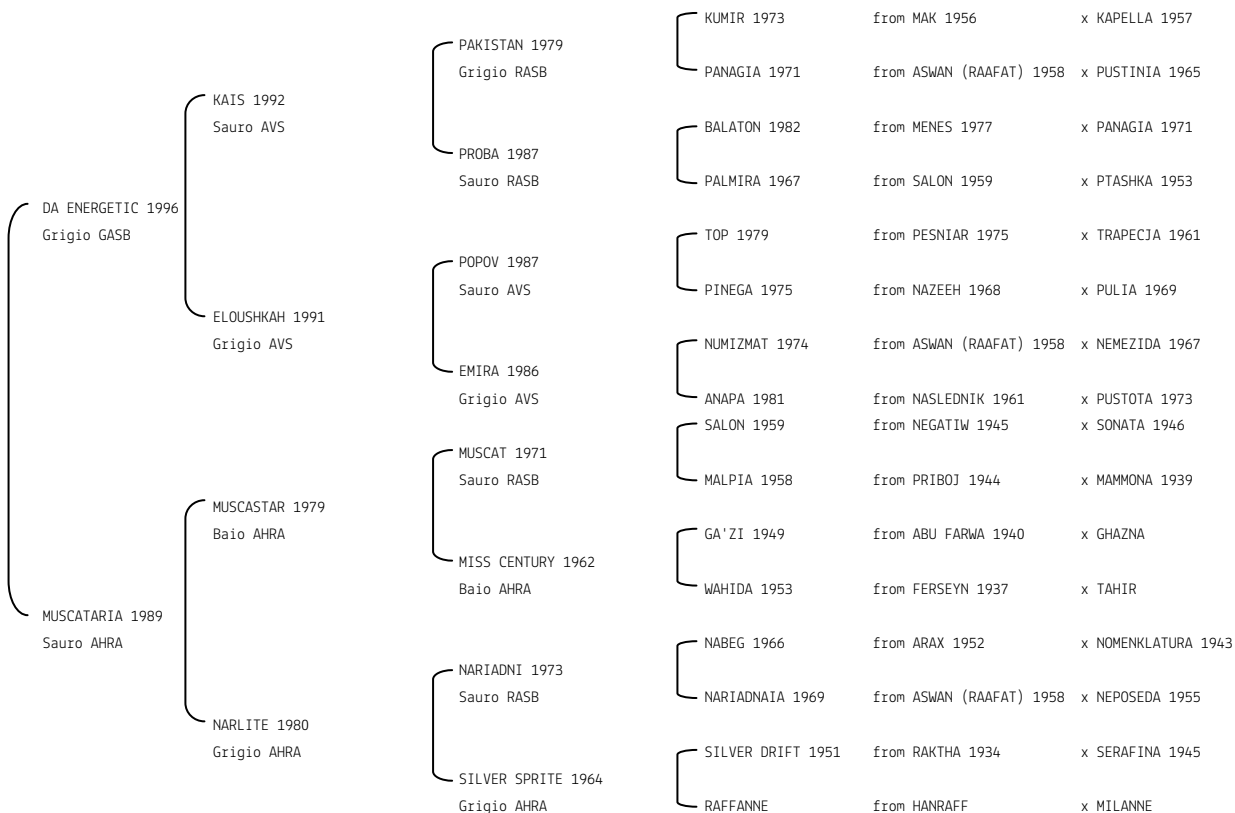 KUMIR 1973 from MAK 1956 x KAPELLA 1957
PAKISTAN 1979
Grigio RASB
PANAGIA 1971 from ASWAN (RAAFAT) 1958 x PUSTINIA 1965
KAIS 1992
Sauro AVS
BALATON 1982 from MENES 1977 x PANAGIA 1971
PROBA 1987
Sauro RASB
PALMIRA 1967 from SALON 1959 x PTASHKA 1953
DA ENERGETIC 1996
Grigio GASB
TOP 1979 from PESNIAR 1975 x TRAPECJA 1961
POPOV 1987
Sauro AVS
PINEGA 1975 from NAZEEH 1968 x PULIA 1969
ELOUSHKAH 1991
Grigio AVS
NUMIZMAT 1974 from ASWAN (RAAFAT) 1958 x NEMEZIDA 1967
EMIRA 1986
Grigio AVS
ANAPA 1981 from NASLEDNIK 1961 x PUSTOTA 1973
SALON 1959 from NEGATIW 1945 x SONATA 1946
MUSCAT 1971
Sauro RASB
MALPIA 1958 from PRIBOJ 1944 x MAMMONA 1939
MUSCASTAR 1979
Baio AHRA
GA'ZI 1949 from ABU FARWA 1940 x GHAZNA
MISS CENTURY 1962
Baio AHRA
WAHIDA 1953 from FERSEYN 1937 x TAHIR
MUSCATARIA 1989
Sauro AHRA
NABEG 1966 from ARAX 1952 x NOMENKLATURA 1943
NARIADNI 1973
Sauro RASB
NARIADNAIA 1969 from ASWAN (RAAFAT) 1958 x NEPOSEDA 1955
NARLITE 1980
Grigio AHRA
SILVER DRIFT 1951 from RAKTHA 1934 x SERAFINA 1945
SILVER SPRITE 1964
Grigio AHRA
RAFFANNE from HANRAFF x MILANNE